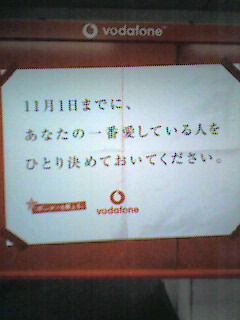 vodafone™
11月1日までに、
あなたの一番愛している人を
ひとり決めておいてください。
vodafone